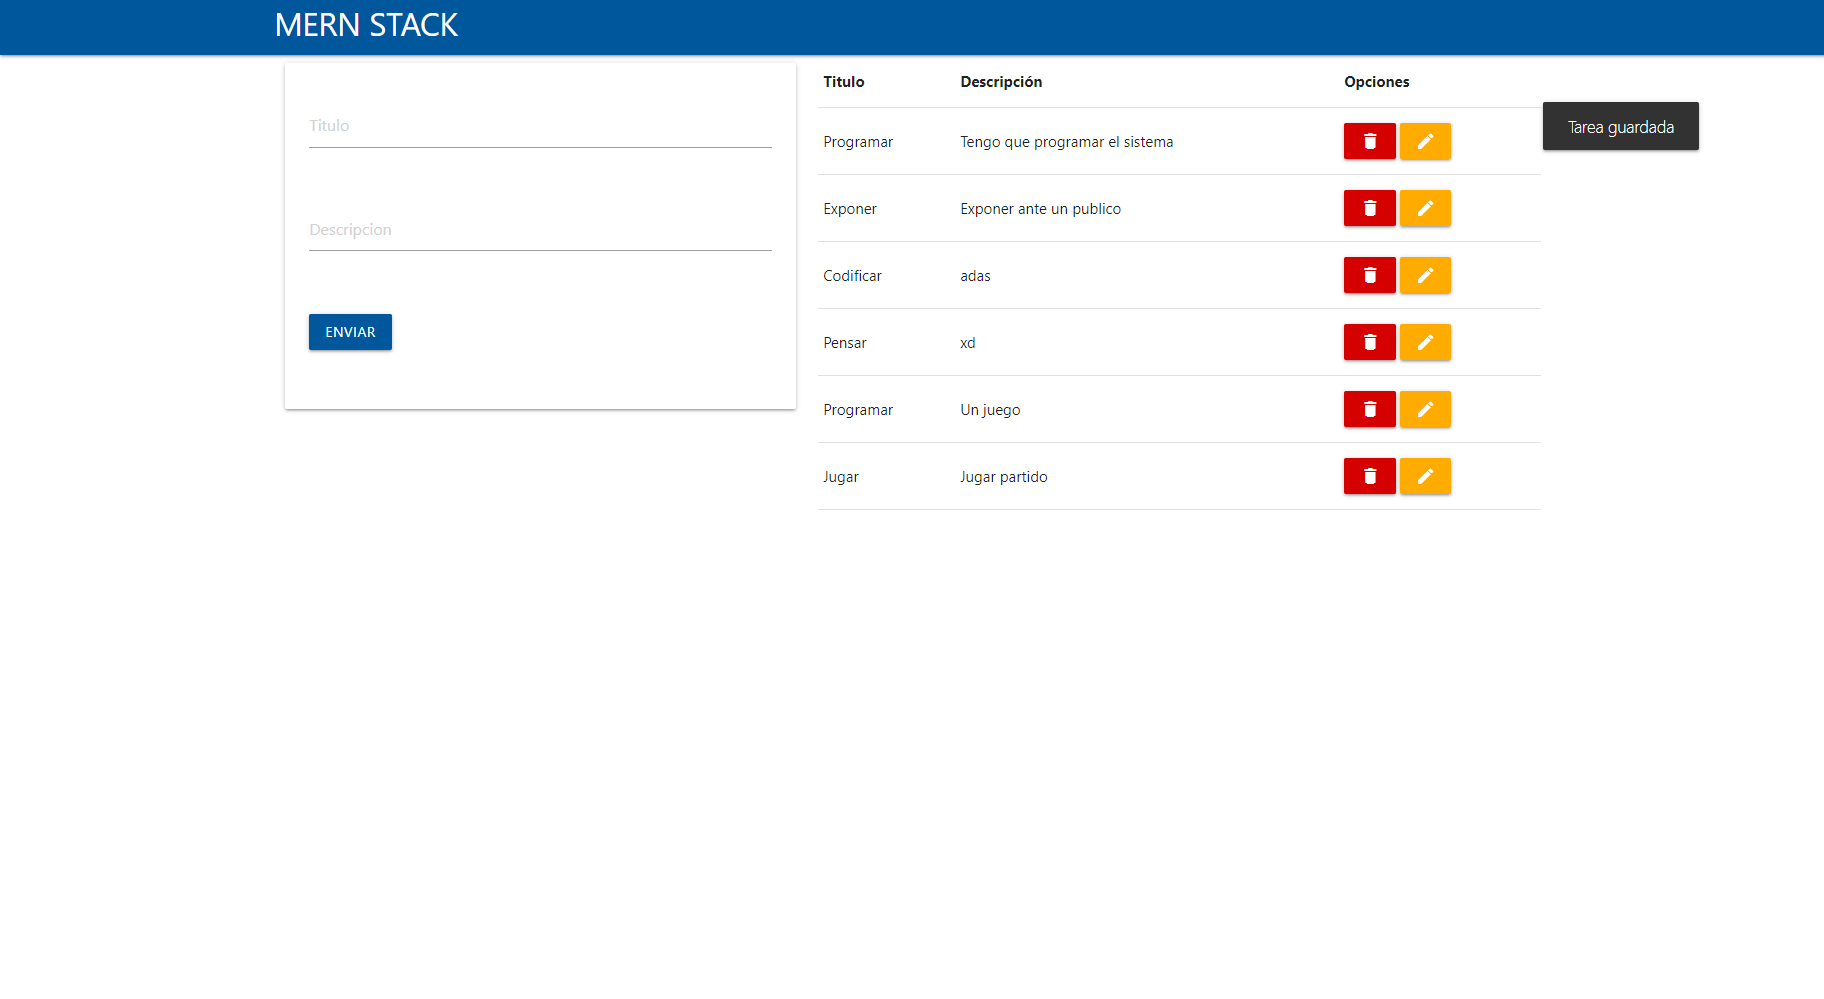 MERN STACK
Titulo
Descripcion
ENVIAR
Titulo Descripción Opciones
Programar Tengo que programar el sistema
Exponer Exponer ante un publico
Codificar adas
Pensar xd
Programar Un juego
Jugar Jugar partido
Tarea guardada